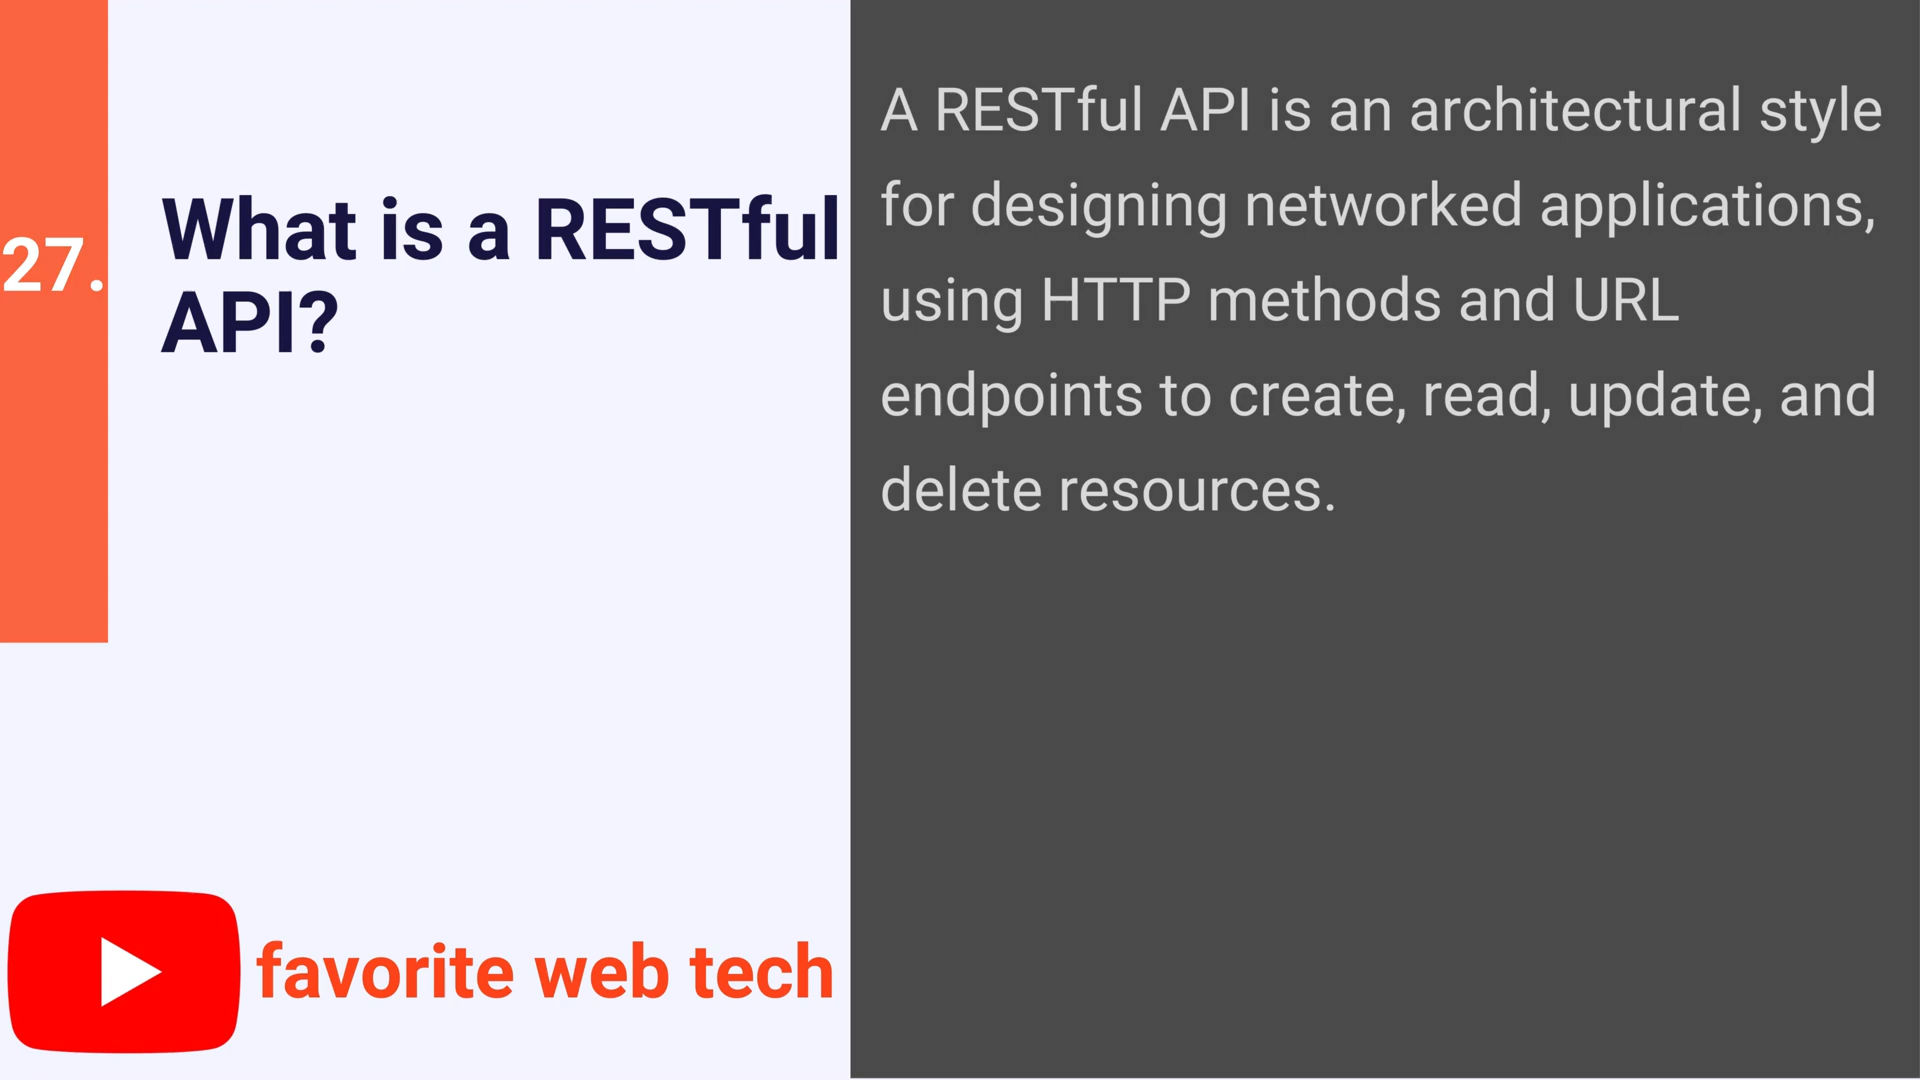 27.
What is a RESTful
API?
A RESTful API is an architectural style
for designing networked applications,
using HTTP methods and URL
endpoints to create, read, update, and
delete resources.
favorite web tech